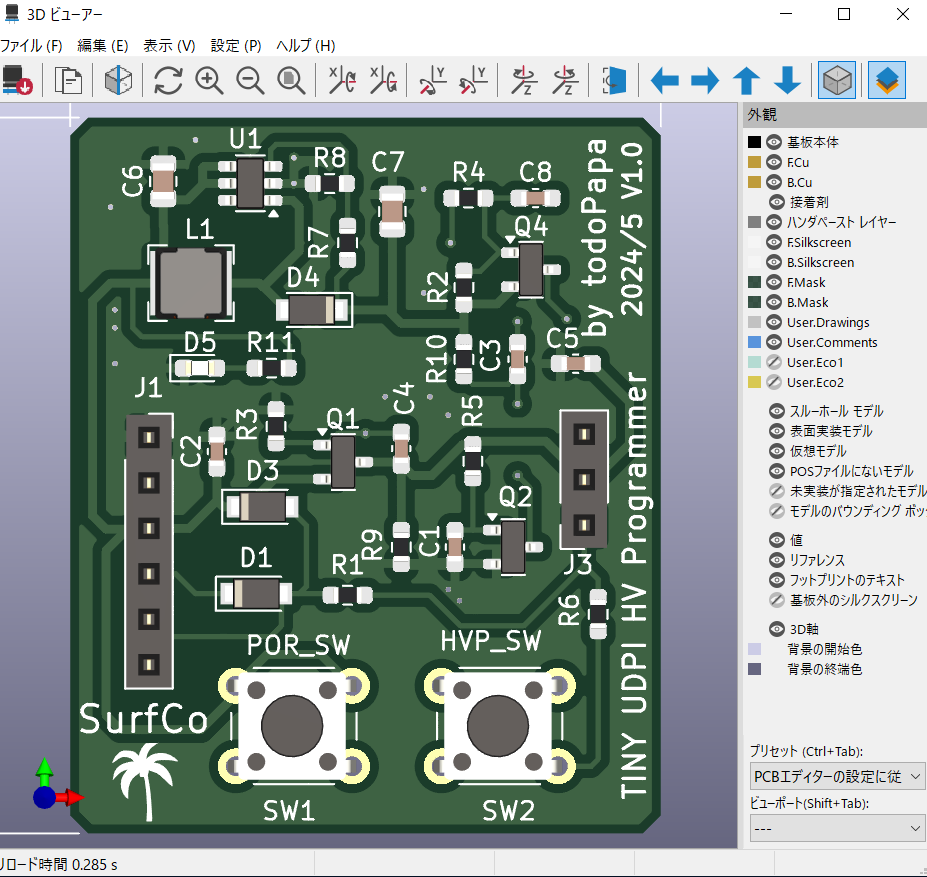 3D ビューアー
ファイル (F) 編集 (E) 表示 (V) 設定 (P) ヘルプ (H)
U1
R8
C7
R4
C8
C6
Q4
L1
R7
D4
R2
by todoPapa
2024/5 V1.0
D5
R11
R10
C3
C5
J1
C4
R5
R3
Q1
C2
D3
Q2
R9
C1
D1
R1
J3
R6
POR_SW
HVP_SW
TINY UDPI HV Programmer
SurfCo
SW1
SW2
外観
基板本体
F.Cu
B.Cu
接着剤
ハンダペースト レイヤー
F.Silkscreen
B.Silkscreen
F.Mask
B.Mask
User.Drawings
User.Comments
User.Eco1
User.Eco2
スルーホール モデル
表面実装モデル
仮想モデル
POSファイルにないモデル
未実装が指定されたモデル
モデルのバウンディング ボッ
値
リファレンス
フットプリントのテキスト
基板外のシルクスクリーン
3D軸
背景の開始色
背景の終端色
プリセット (Ctrl+Tab):
PCBエディターの設定に従
ビューポート(Shift+Tab):
---
リロード時間 0.285 s